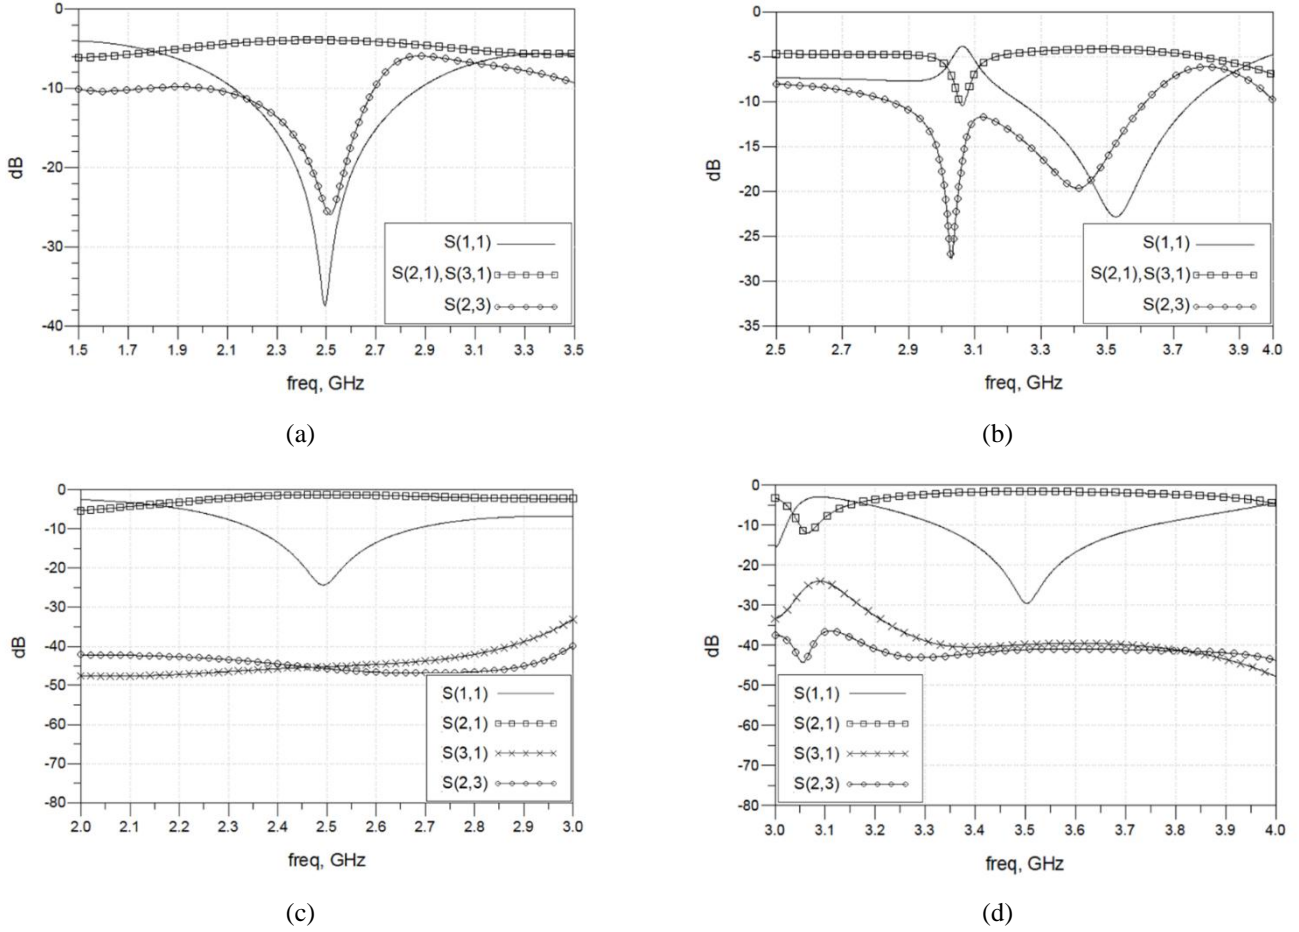 0
-10
-20
-30
-40
dB
1.5 1.7 1.9 2.1 2.3 2.5 2.7 2.9 3.1 3.3 3.5
freq, GHz
S(1,1)
S(2,1),S(3,1)
S(2,3)
(a)
0
-5
-10
-15
-20
-25
-30
-35
dB
2.5 2.7 2.9 3.1 3.3 3.5 3.7 3.9 4.0
freq, GHz
S(1,1)
S(2,1),S(3,1)
S(2,3)
(b)
0
-10
-20
-30
-40
-50
-60
-70
-80
dB
2.0 2.1 2.2 2.3 2.4 2.5 2.6 2.7 2.8 2.9 3.0
freq, GHz
S(1,1)
S(2,1)
S(3,1)
S(2,3)
(c)
0
-10
-20
-30
-40
-50
-60
-70
-80
dB
3.0 3.1 3.2 3.3 3.4 3.5 3.6 3.7 3.8 3.9 4.0
freq, GHz
S(1,1)
S(2,1)
S(3,1)
S(2,3)
(d)